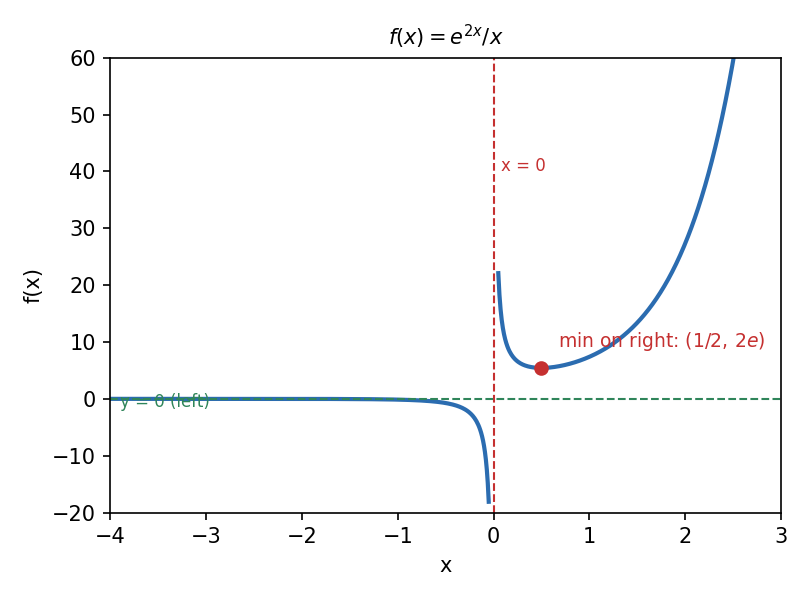 f(x) = e^{2x}/x
60
50
40
30
20
10
0
−10
−20
f(x)
x = 0
min on right: (1/2, 2e)
y = 0 (left)
−4 −3 −2 −1 0 1 2 3
x